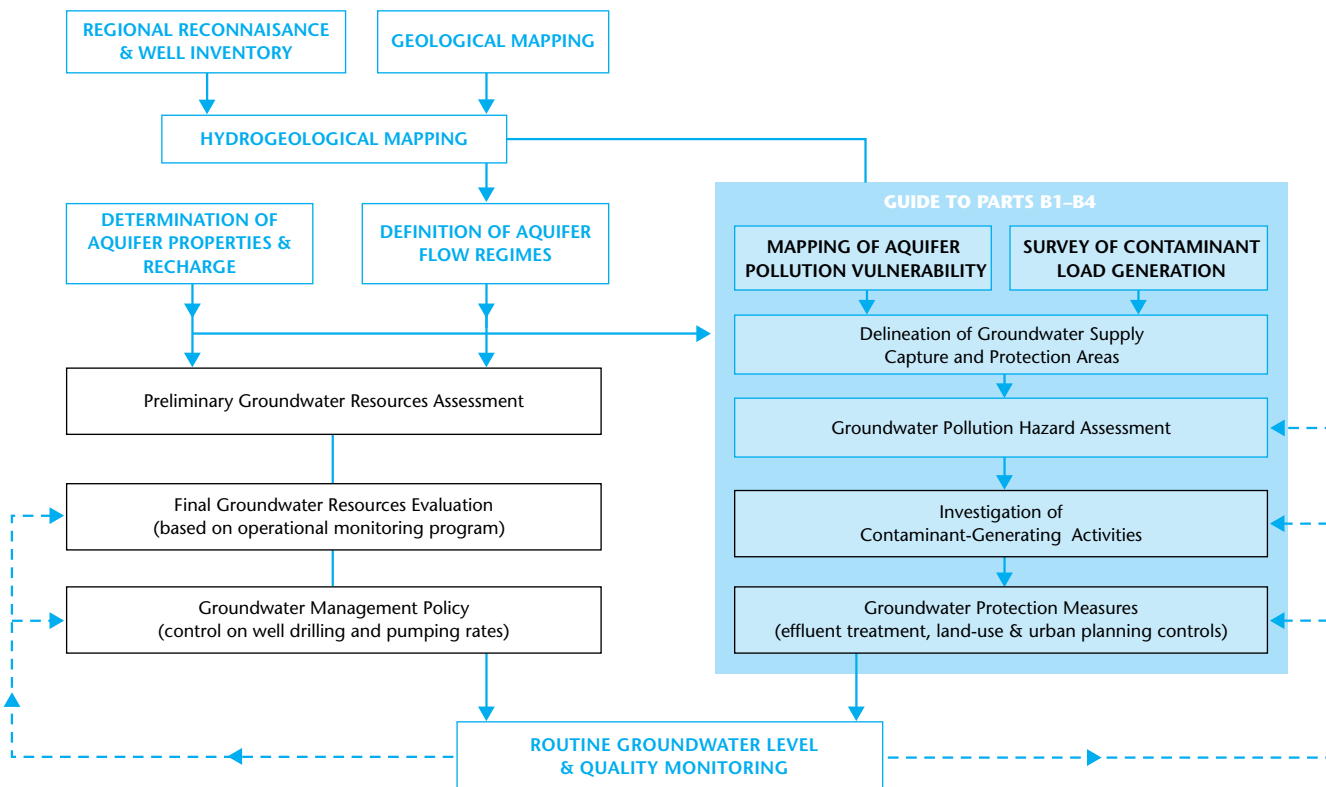 REGIONAL RECONNAISANCE
& WELL INVENTORY
GEOLOGICAL MAPPING
HYDROGEOLOGICAL MAPPING
DETERMINATION OF
AQUIFER PROPERTIES &
RECHARGE
DEFINITION OF AQUIFER
FLOW REGIMES
Preliminary Groundwater Resources Assessment
Final Groundwater Resources Evaluation
(based on operational monitoring program)
Groundwater Management Policy
(control on well drilling and pumping rates)
GUIDE TO PARTS B1–B4
MAPPING OF AQUIFER
POLLUTION VULNERABILITY
SURVEY OF CONTAMINANT
LOAD GENERATION
Delineation of Groundwater Supply
Capture and Protection Areas
Groundwater Pollution Hazard Assessment
Investigation of
Contaminant-Generating Activities
Groundwater Protection Measures
(effluent treatment, land-use & urban planning controls)
ROUTINE GROUNDWATER LEVEL
& QUALITY MONITORING